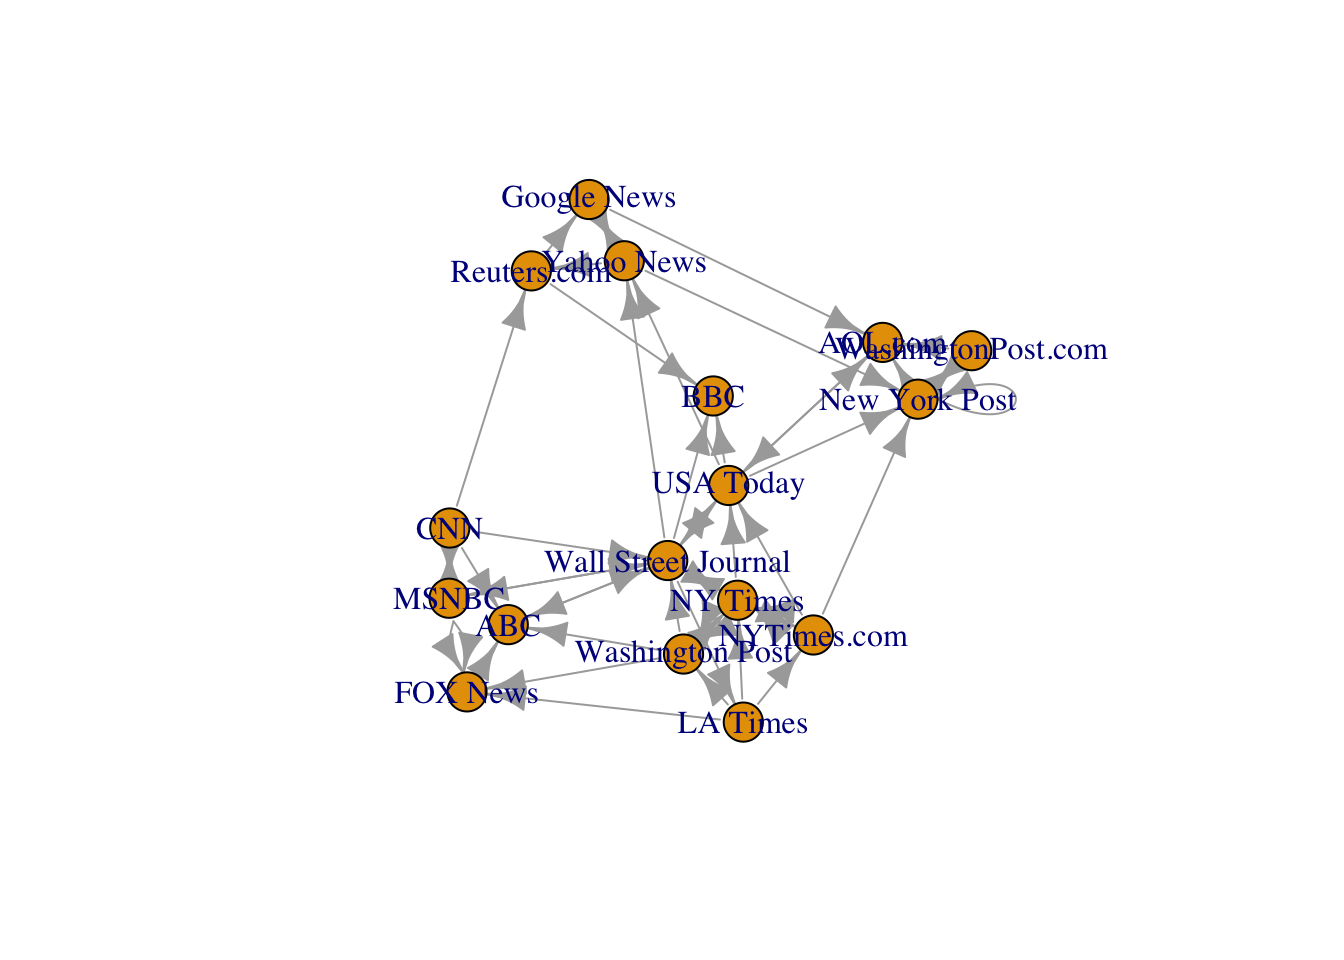 Google News
Yahoo News
Reuters.com
AOL.com
WashingtonPost.com
BBC
New York Post
USA Today
CNN
Wall Street Journal
MSNBC
NY Times
ABC
NYTimes.com
Washington Post
FOX News
LA Times